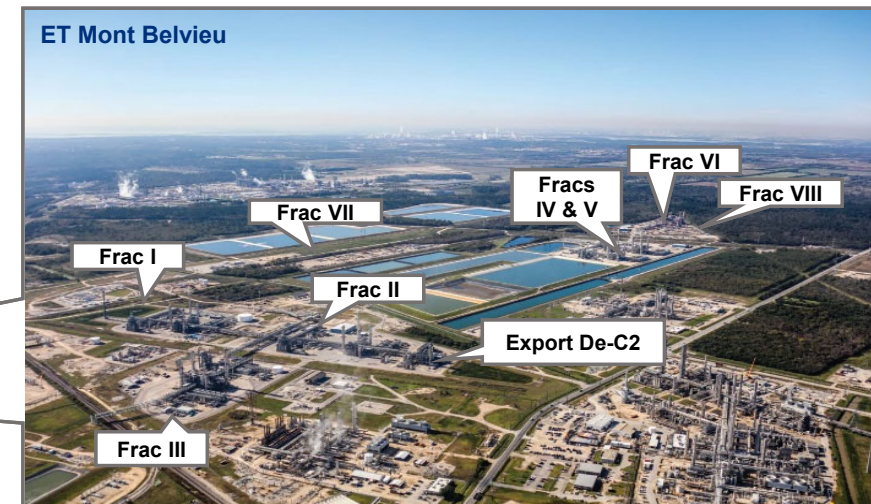 ET Mont Belvieu
Frac VI
Fracs
IV & V
Frac VIII
Frac VII
Frac I
Frac II
Export De-C2
Frac III